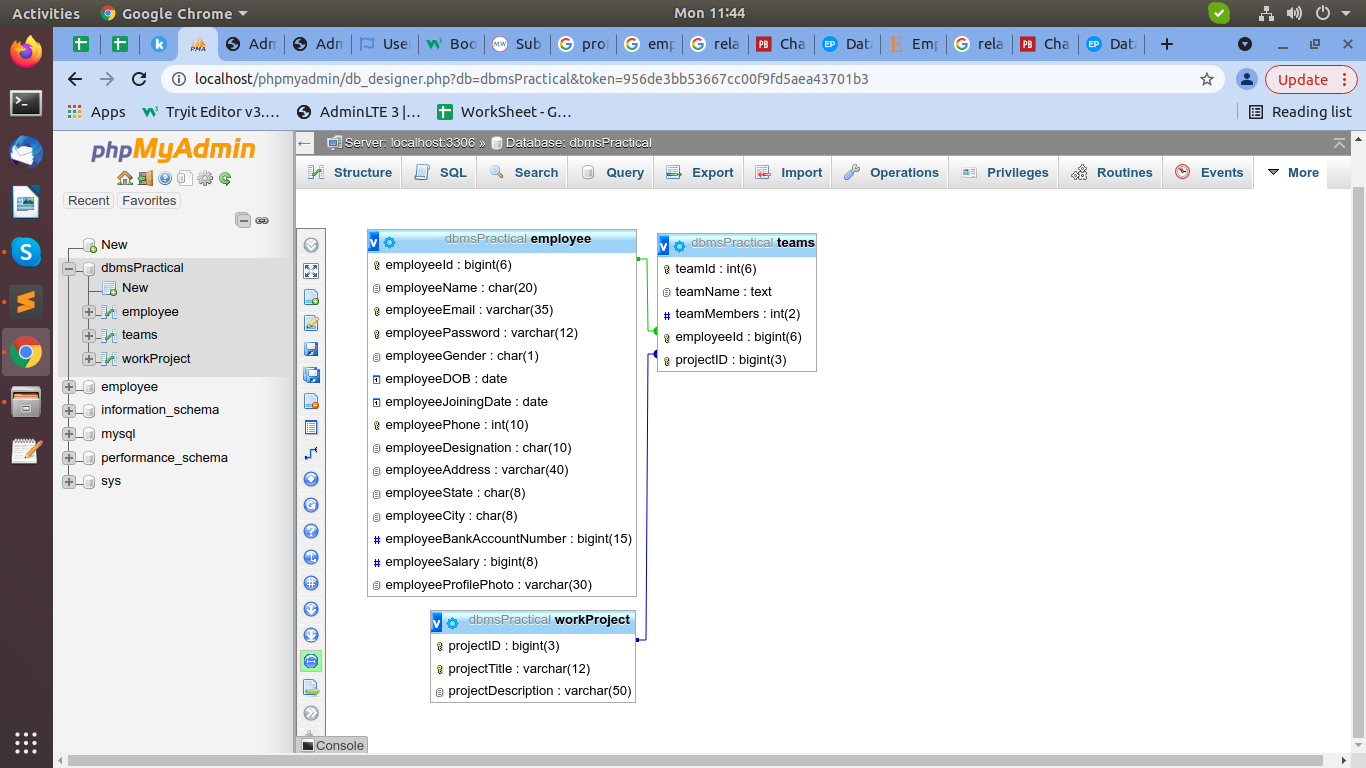 Activities Google Chrome Mon 11:44
Adn Adn Use Boo Sub pro emp rela Cha Dat Emp rela Cha Dat
localhost/phpmyadmin/db_designer.php?db=dbmsPractical&token=956de3bb53667cc00f9fd5aea43701b3 Update
Apps Tryit Editor v3.… AdminLTE 3 |… WorkSheet - G… Reading list
phpMyAdmin
Recent Favorites
New
dbmsPractical
New
employee
teams
workProject
employee
information_schema
mysql
performance_schema
sys
Server: localhost:3306 » Database: dbmsPractical
Structure SQL Search Query Export Import Operations Privileges Routines Events More
dbmsPractical employee
employeeId : bigint(6)
employeeName : char(20)
employeeEmail : varchar(35)
employeePassword : varchar(12)
employeeGender : char(1)
employeeDOB : date
employeeJoiningDate : date
employeePhone : int(10)
employeeDesignation : char(10)
employeeAddress : varchar(40)
employeeState : char(8)
employeeCity : char(8)
employeeBankAccountNumber : bigint(15)
employeeSalary : bigint(8)
employeeProfilePhoto : varchar(30)
dbmsPractical teams
teamId : int(6)
teamName : text
teamMembers : int(2)
employeeId : bigint(6)
projectID : bigint(3)
dbmsPractical workProject
projectID : bigint(3)
projectTitle : varchar(12)
projectDescription : varchar(50)
Console